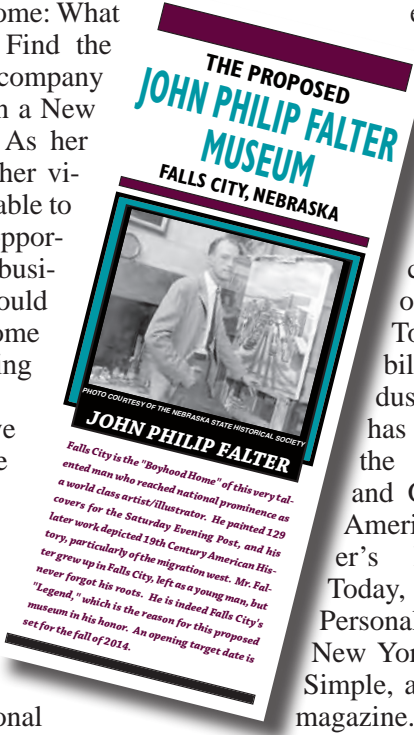 ome: What
Find the
company
n a New
As her
her vi-
able to
oppor-
busi-
ould
ome
ing
ve
e
onal
THE PROPOSED
JOHN PHILIP FALTER
MUSEUM
FALLS CITY, NEBRASKA
PHOTO COURTESY OF THE NEBRASKA STATE HISTORICAL SOCIETY
JOHN PHILIP FALTER
Falls City is the "Boyhood Home" of this very tal-
ented man who reached national prominence as
a world class artist/illustrator. He painted 129
covers for the Saturday Evening Post, and his
later work depicted 19th Century American His-
tory, particularly of the migration west. Mr. Fal-
ter grew up in Falls City, left as a young man, but
never forgot his roots. He is indeed Falls City's
"Legend," which is the reason for this proposed
museum in his honor. An opening target date is
set for the fall of 2014.
e
c
o
To
bil
dus
has
the
and C
Americ
er's
Today,
Personal
New Yor
Simple, a
magazine.